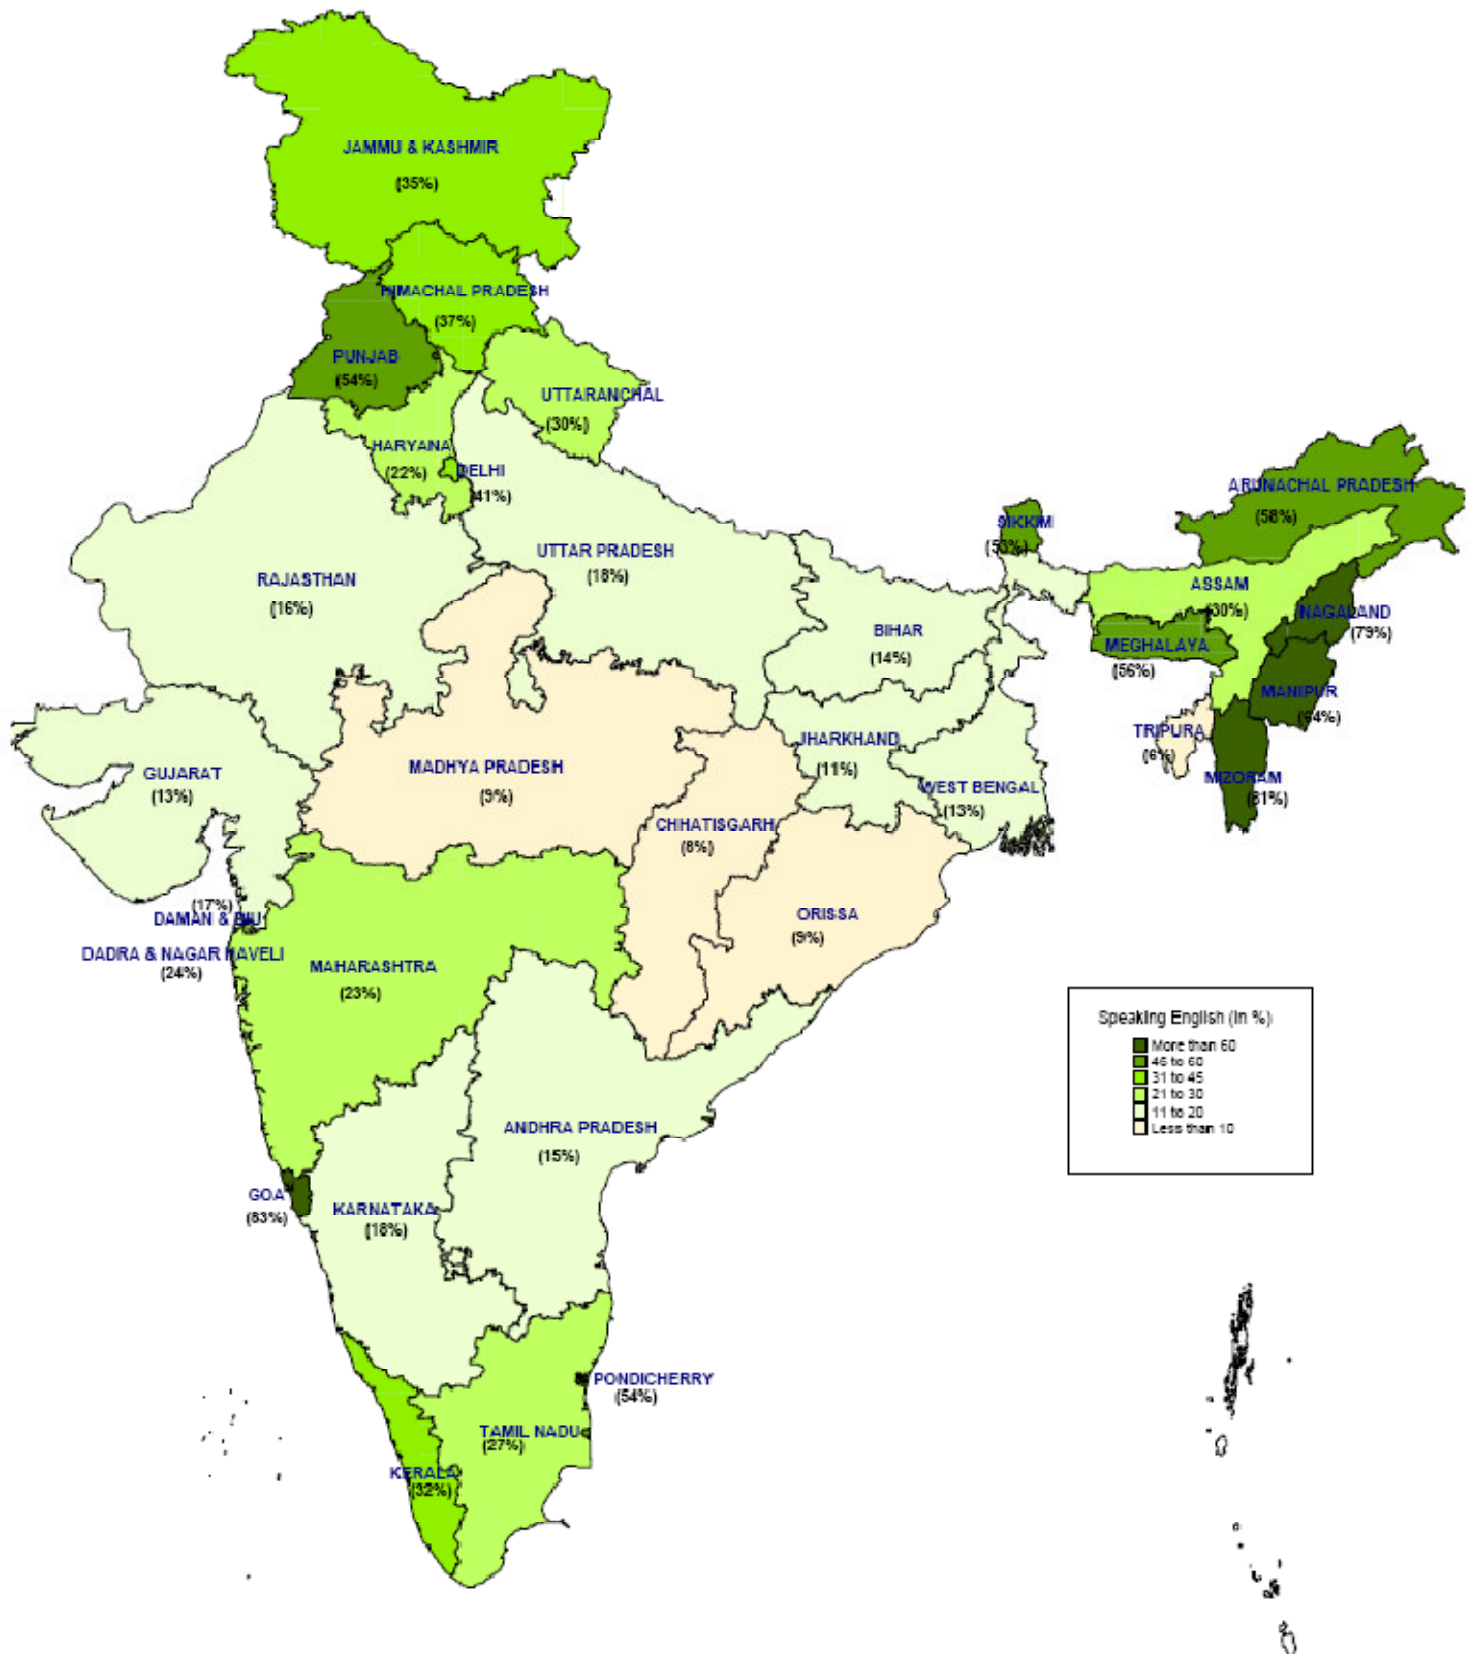 JAMMU & KASHMIR
(35%)
HIMACHAL PRADESH
(37%)
PUNJAB
(54%)
UTTARANCHAL
(30%)
HARYANA
(22%)
DELHI
(41%)
ARUNACHAL PRADESH
(58%)
SIKKIM
(53%)
UTTAR PRADESH
(18%)
RAJASTHAN
(16%)
ASSAM
(30%)
NAGALAND
(79%)
BIHAR
(14%)
MEGHALAYA
(56%)
MANIPUR
(64%)
TRIPURA
(6%)
JHARKHAND
(11%)
MADHYA PRADESH
(9%)
GUJARAT
(13%)
MIZORAM
(81%)
WEST BENGAL
(13%)
CHHATISGARH
(8%)
(17%)
DAMAN & DIU
ORISSA
(9%)
DADRA & NAGAR HAVELI
(24%)
MAHARASHTRA
(23%)
Speaking English (in %)
More than 60
46 to 60
31 to 45
21 to 30
11 to 20
Less than 10
ANDHRA PRADESH
(15%)
GOA
(83%)
KARNATAKA
(18%)
PONDICHERRY
(54%)
TAMIL NADU
(27%)
KERALA
(32%)